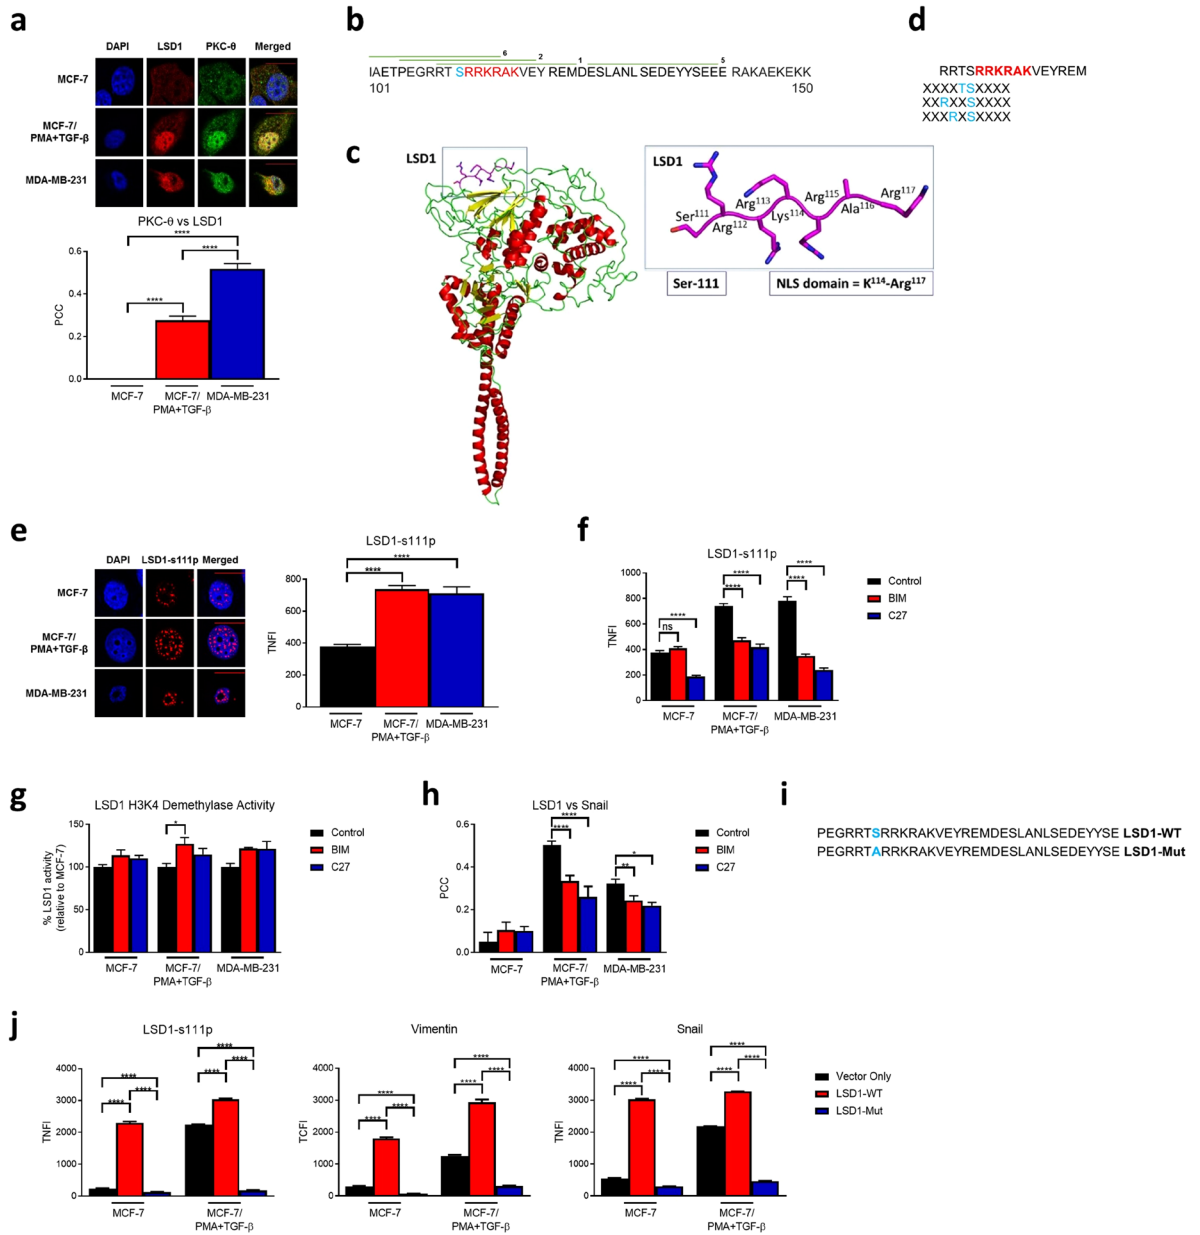 a
DAPI LSD1 PKC-θ Merged
MCF-7
MCF-7/
PMA+TGF-β
MDA-MB-231
PKC-θ vs LSD1
****
****
****
PCC
0.6
0.4
0.2
0.0
MCF-7 MCF-7/ MDA-MB-231
PMA+TGF-β
b
6 2 1 5
IAETPEGRRT SRRKRAKVEY REMDESLANL SEDEYYSEEE RAKAEKEKK
101 150
c
LSD1
LSD1
Ser111 Arg112 Arg113 Lys114 Arg115 Ala116 Arg117
Ser-111
NLS domain = K114-Arg117
d
RRTSRRKRAKVEYREM
XXXXTSXXXX
XXRXXSXXXX
XXXRXSXXXX
e
DAPI LSD1-s111p Merged
MCF-7
MCF-7/
PMA+TGF-β
MDA-MB-231
LSD1-s111p
****
****
TNFI
800
600
400
200
0
MCF-7 MCF-7/ MDA-MB-231
PMA+TGF-β
f
LSD1-s111p
****
ns
****
****
****
****
TNFI
1000
800
600
400
200
0
MCF-7 MCF-7/ MDA-MB-231
PMA+TGF-β
Control
BIM
C27
g
LSD1 H3K4 Demethylase Activity
*
% LSD1 activity
(relative to MCF-7)
150
100
50
0
MCF-7 MCF-7/ MDA-MB-231
PMA+TGF-β
Control
BIM
C27
h
LSD1 vs Snail
****
****
*
**
PCC
0.6
0.4
0.2
0.0
MCF-7 MCF-7/ MDA-MB-231
PMA+TGF-β
Control
BIM
C27
i
PEGRRTSRRKRAKVEYREMDESLANLSEDEYYSE LSD1-WT
PEGRRTARRKRAKVEYREMDESLANLSEDEYYSE LSD1-Mut
j
LSD1-s111p
****
****
****
****
****
****
TNFI
4000
3000
2000
1000
0
MCF-7 MCF-7/
PMA+TGF-β
Vimentin
****
****
****
****
****
****
TCFI
4000
3000
2000
1000
0
MCF-7 MCF-7/
PMA+TGF-β
Snail
****
****
****
****
****
****
TNFI
4000
3000
2000
1000
0
MCF-7 MCF-7/
PMA+TGF-β
Vector Only
LSD1-WT
LSD1-Mut